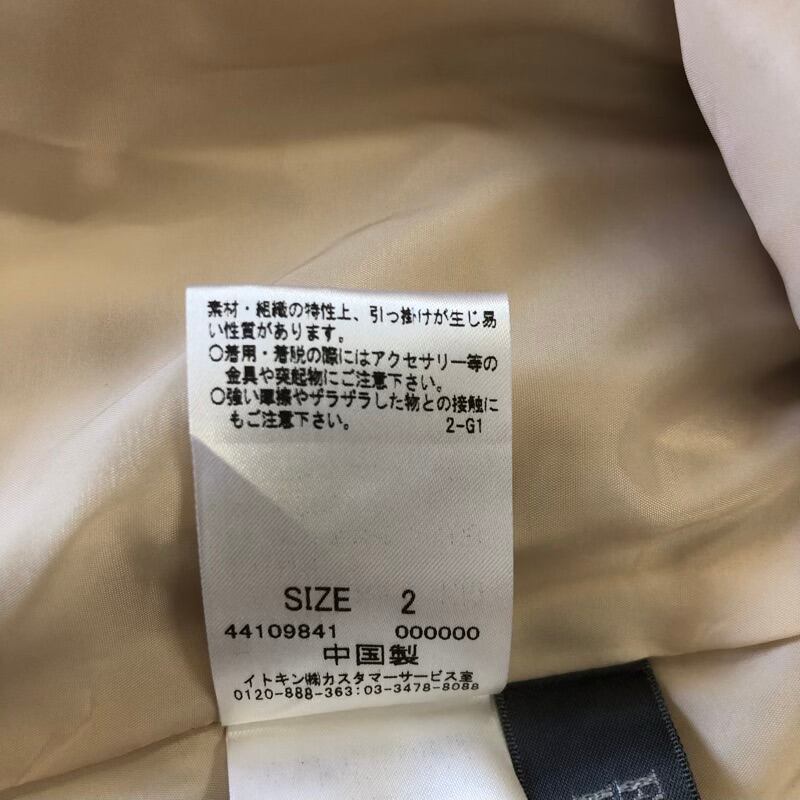 素材・組織の特性上、引っ掛けが生じ易
い性質があります。
○着用・着脱の際にはアクセサリー等の
金具や突起物にご注意下さい。
○強い摩擦やザラザラした物との接触に
もご注意下さい。 2-G1
SIZE 2
44109841 000000
中国製
イトキン㈱カスタマーサービス室
0120-888-363:03-3478-8088